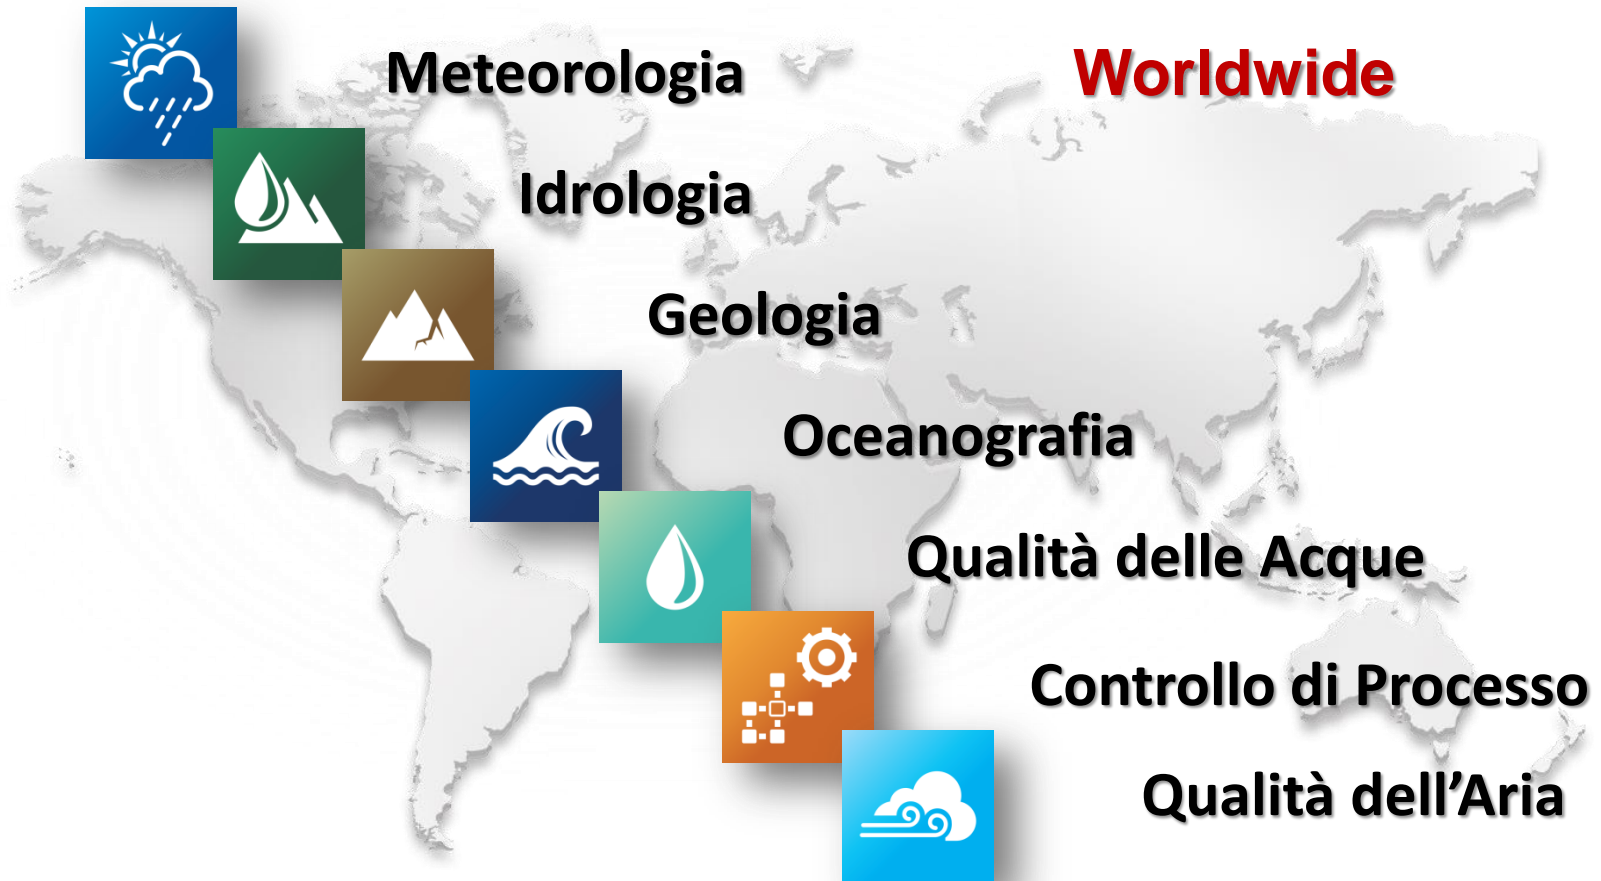 Meteorologia
Worldwide
Idrologia
Geologia
Oceanografia
Qualità delle Acque
Controllo di Processo
Qualità dell’Aria